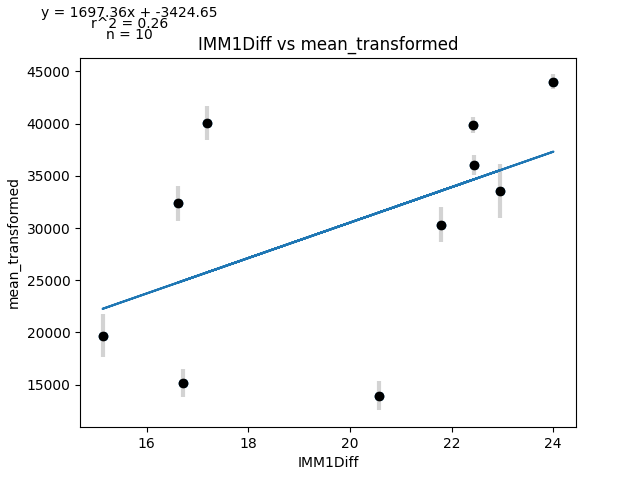 y = 1697.36x + -3424.65
r^2 = 0.26
n = 10
IMM1Diff vs mean_transformed
mean_transformed
45000
40000
35000
30000
25000
20000
15000
16 18 20 22 24
IMM1Diff